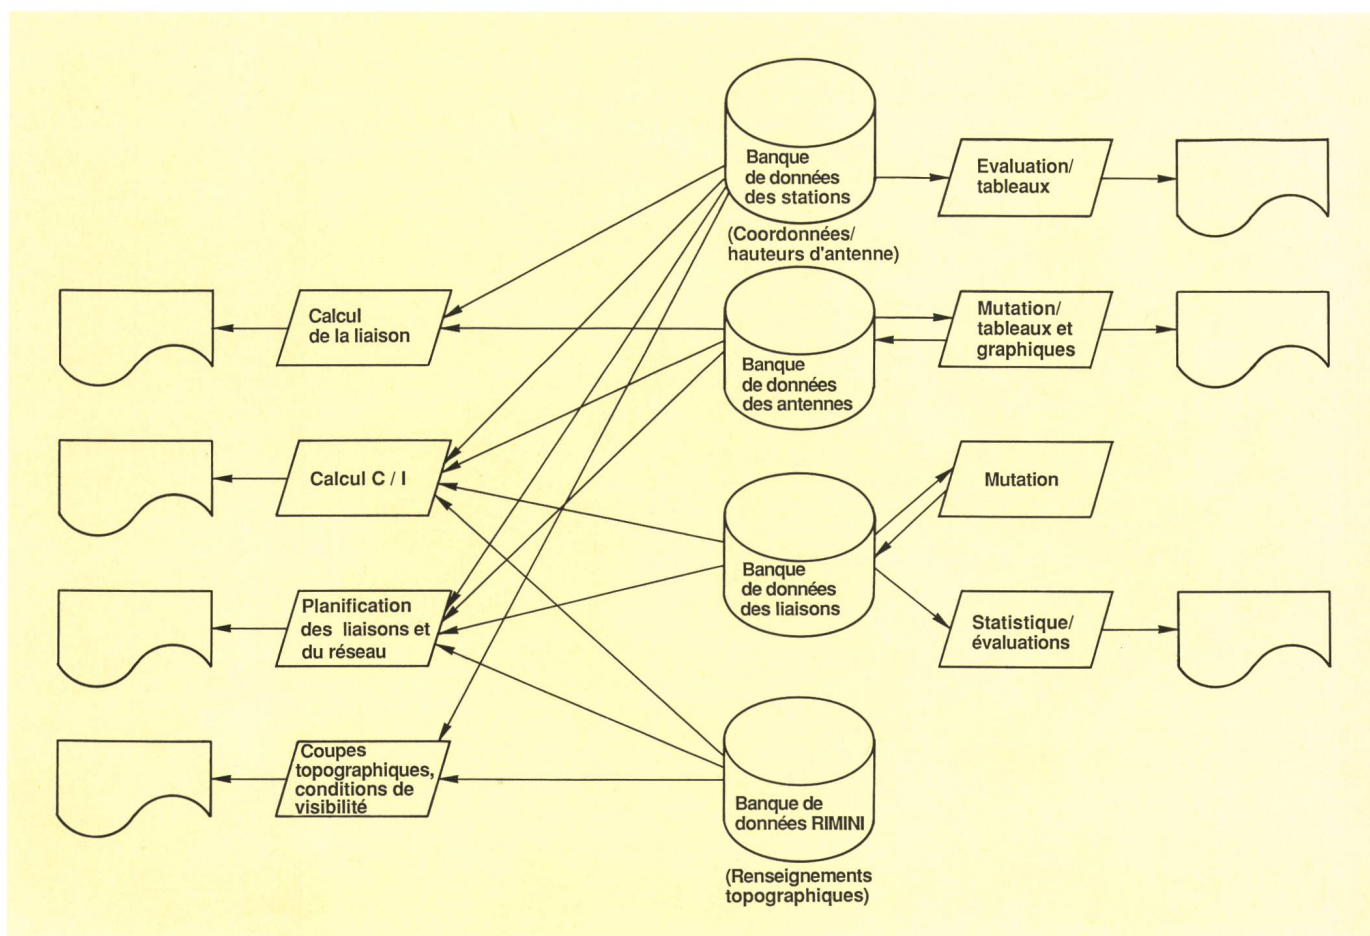 Banque
de données
des stations
(Coordonnées/
hauteurs d'antenne)
Evaluation/
tableaux
Calcul
de la liaison
Banque
de données
des antennes
Mutation/
tableaux et
graphiques
Calcul C / I
Banque
de données
des liaisons
Mutation
Planification
des liaisons et
du réseau
Statistique/
évaluations
Coupes
topographiques,
conditions de
visibilité
Banque de
données RIMINI
(Renseignements
topographiques)